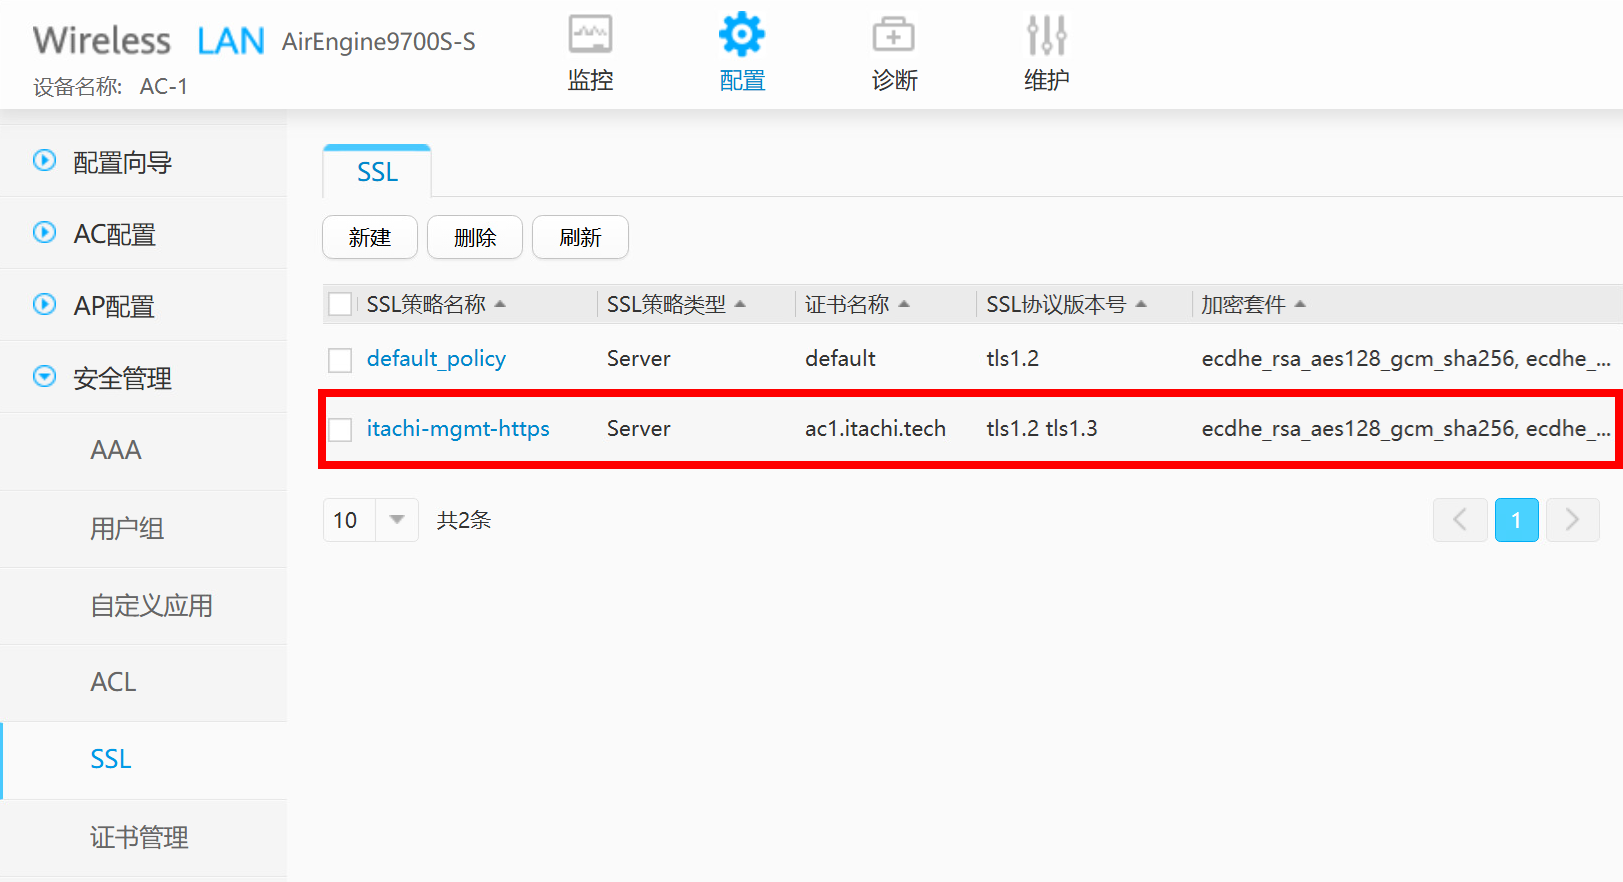 Wireless LAN AirEngine9700S-S
设备名称: AC-1
监控
配置
诊断
维护
配置向导
AC配置
AP配置
安全管理
AAA
用户组
自定义应用
ACL
SSL
证书管理
SSL
新建 删除 刷新
SSL策略名称 SSL策略类型 证书名称 SSL协议版本号 加密套件
default_policy Server default tls1.2 ecdhe_rsa_aes128_gcm_sha256, ecdhe_...
itachi-mgmt-https Server ac1.itachi.tech tls1.2 tls1.3 ecdhe_rsa_aes128_gcm_sha256, ecdhe_...
10 共2条 1